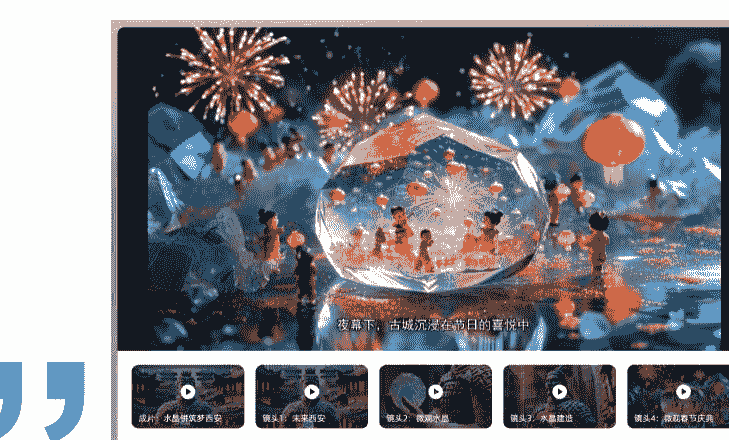 夜幕下，古城沉浸在节日的喜悦中
成片：水晶饼筑梦西安
镜头1：未来西安
镜头2：微观水晶
镜头3：水晶建造
镜头4：微观春节庆典